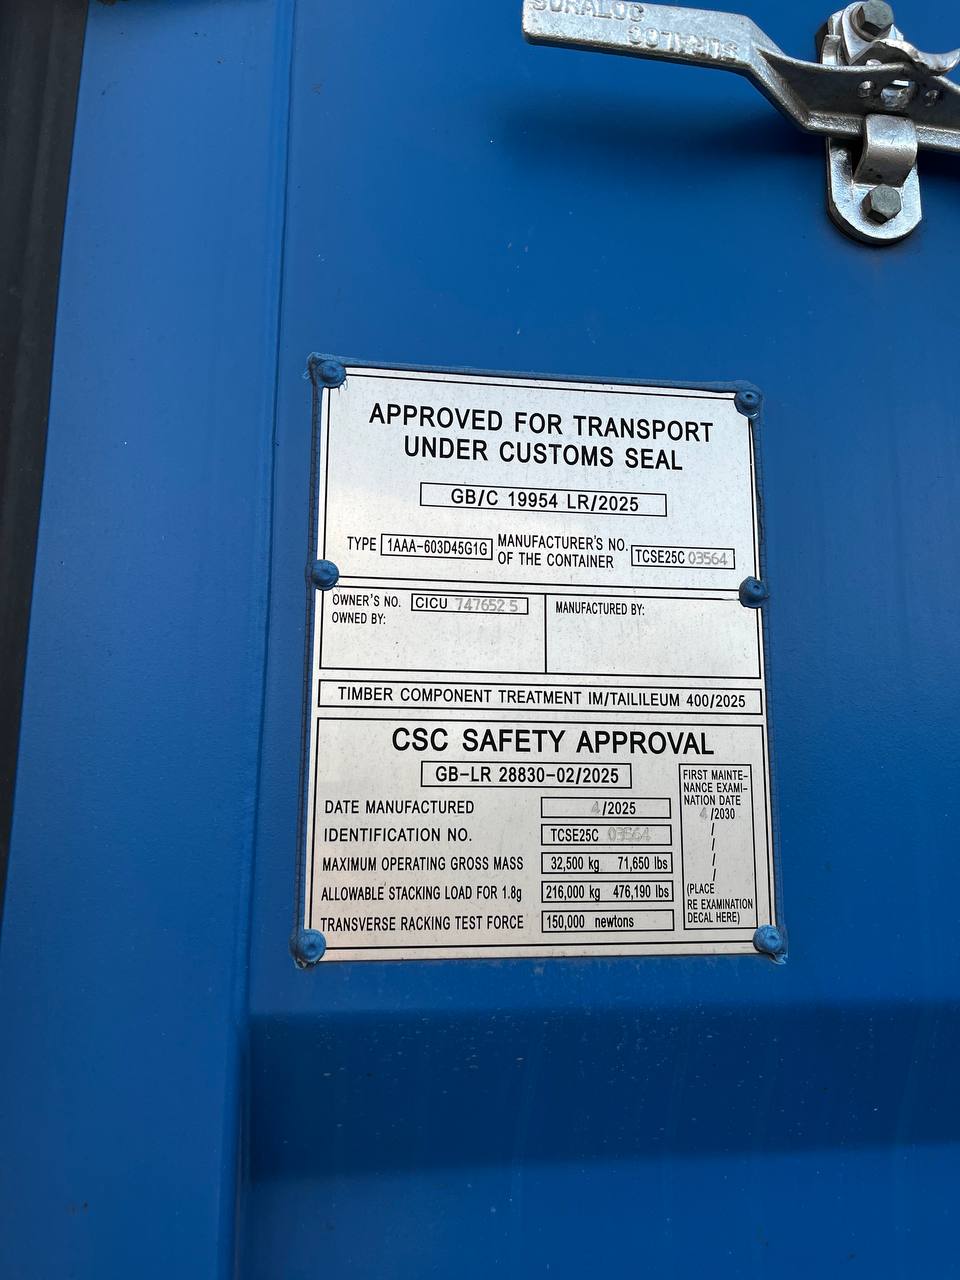 APPROVED FOR TRANSPORT
UNDER CUSTOMS SEAL
GB/C 19954 LR/2025
TYPE 1AAA-603D45G1G
MANUFACTURER'S NO.
OF THE CONTAINER
TCSE25C 03564
OWNER'S NO. CICU 747652 5
OWNED BY:
MANUFACTURED BY:
TIMBER COMPONENT TREATMENT IM/TAILILEUM 400/2025
CSC SAFETY APPROVAL
GB-LR 28830-02/2025
DATE MANUFACTURED 4/2025
IDENTIFICATION NO. TCSE25C 03564
MAXIMUM OPERATING GROSS MASS 32,500 kg 71,650 lbs
ALLOWABLE STACKING LOAD FOR 1.8g 216,000 kg 476,190 lbs
TRANSVERSE RACKING TEST FORCE 150,000 newtons
FIRST MAINTE-
NANCE EXAMI-
NATION DATE
4/2030
/
/
/
/
(PLACE
RE EXAMINATION
DECAL HERE)